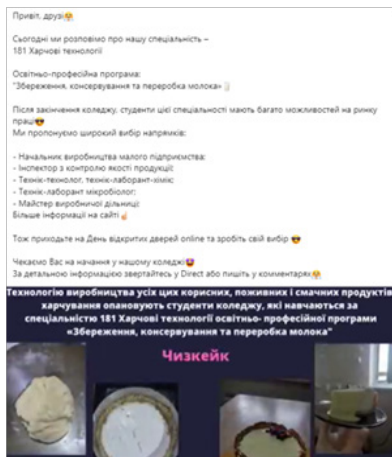 Привіт, друзі🤗
Сьогодні ми розповімо про нашу спеціальність –
181 Харчові технології
Освітньо-професійна програма:
"Збереження, консервування та переробка молока»🥛
Після закінчення коледжу, студенти цієї спеціальності мають багато можливостей на ринку
праці😎
Ми пропонуємо широкий вибір напрямків:
- Начальник виробництва малого підприємства:
- Інспектор з контролю якості продукції:
- Технік-технолог, технік-лаборант-хімік;
- Технік-лаборант мікробіолог;
- Майстер виробничої дільниці:
Більше інформації на сайті☝
Тож приходьте на День відкритих дверей online та зробіть свій вибір 😎
Чекаємо Вас на начання у нашому коледжі
За детальною інформацією звертайтесь у Direct або пишіть у комментарях🤗
Технологію виробництва усіх цих корисних, поживних і смачних продуктів
харчування опановують студенти коледжу, які навчаються за
спеціальністю 181 Харчові технології освітньо- професійної програми
«Збереження, консервування та переробка молока"
Чизкейк